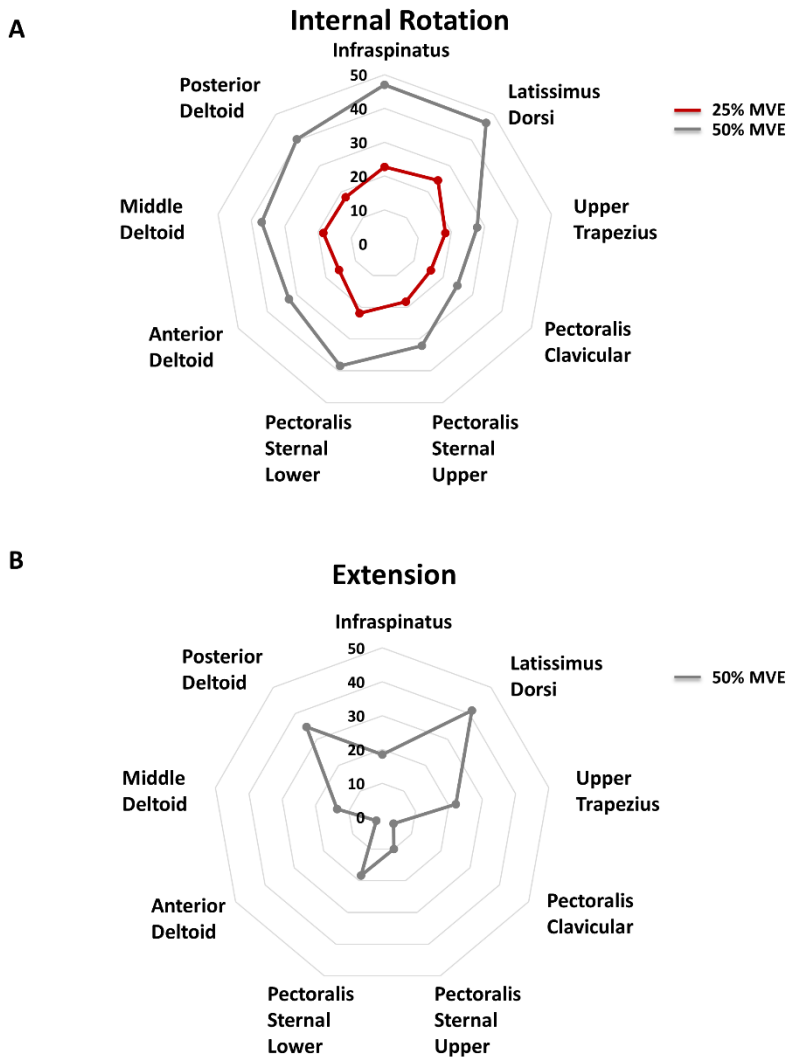 A
Internal Rotation
Infraspinatus
Posterior
Deltoid
Latissimus
Dorsi
25% MVE
50% MVE
50
40
30
20
10
0
Middle
Deltoid
Upper
Trapezius
Anterior
Deltoid
Pectoralis
Clavicular
Pectoralis
Sternal
Lower
Pectoralis
Sternal
Upper
B
Extension
Infraspinatus
Posterior
Deltoid
Latissimus
Dorsi
50% MVE
50
40
30
20
10
0
Middle
Deltoid
Upper
Trapezius
Anterior
Deltoid
Pectoralis
Clavicular
Pectoralis
Sternal
Lower
Pectoralis
Sternal
Upper